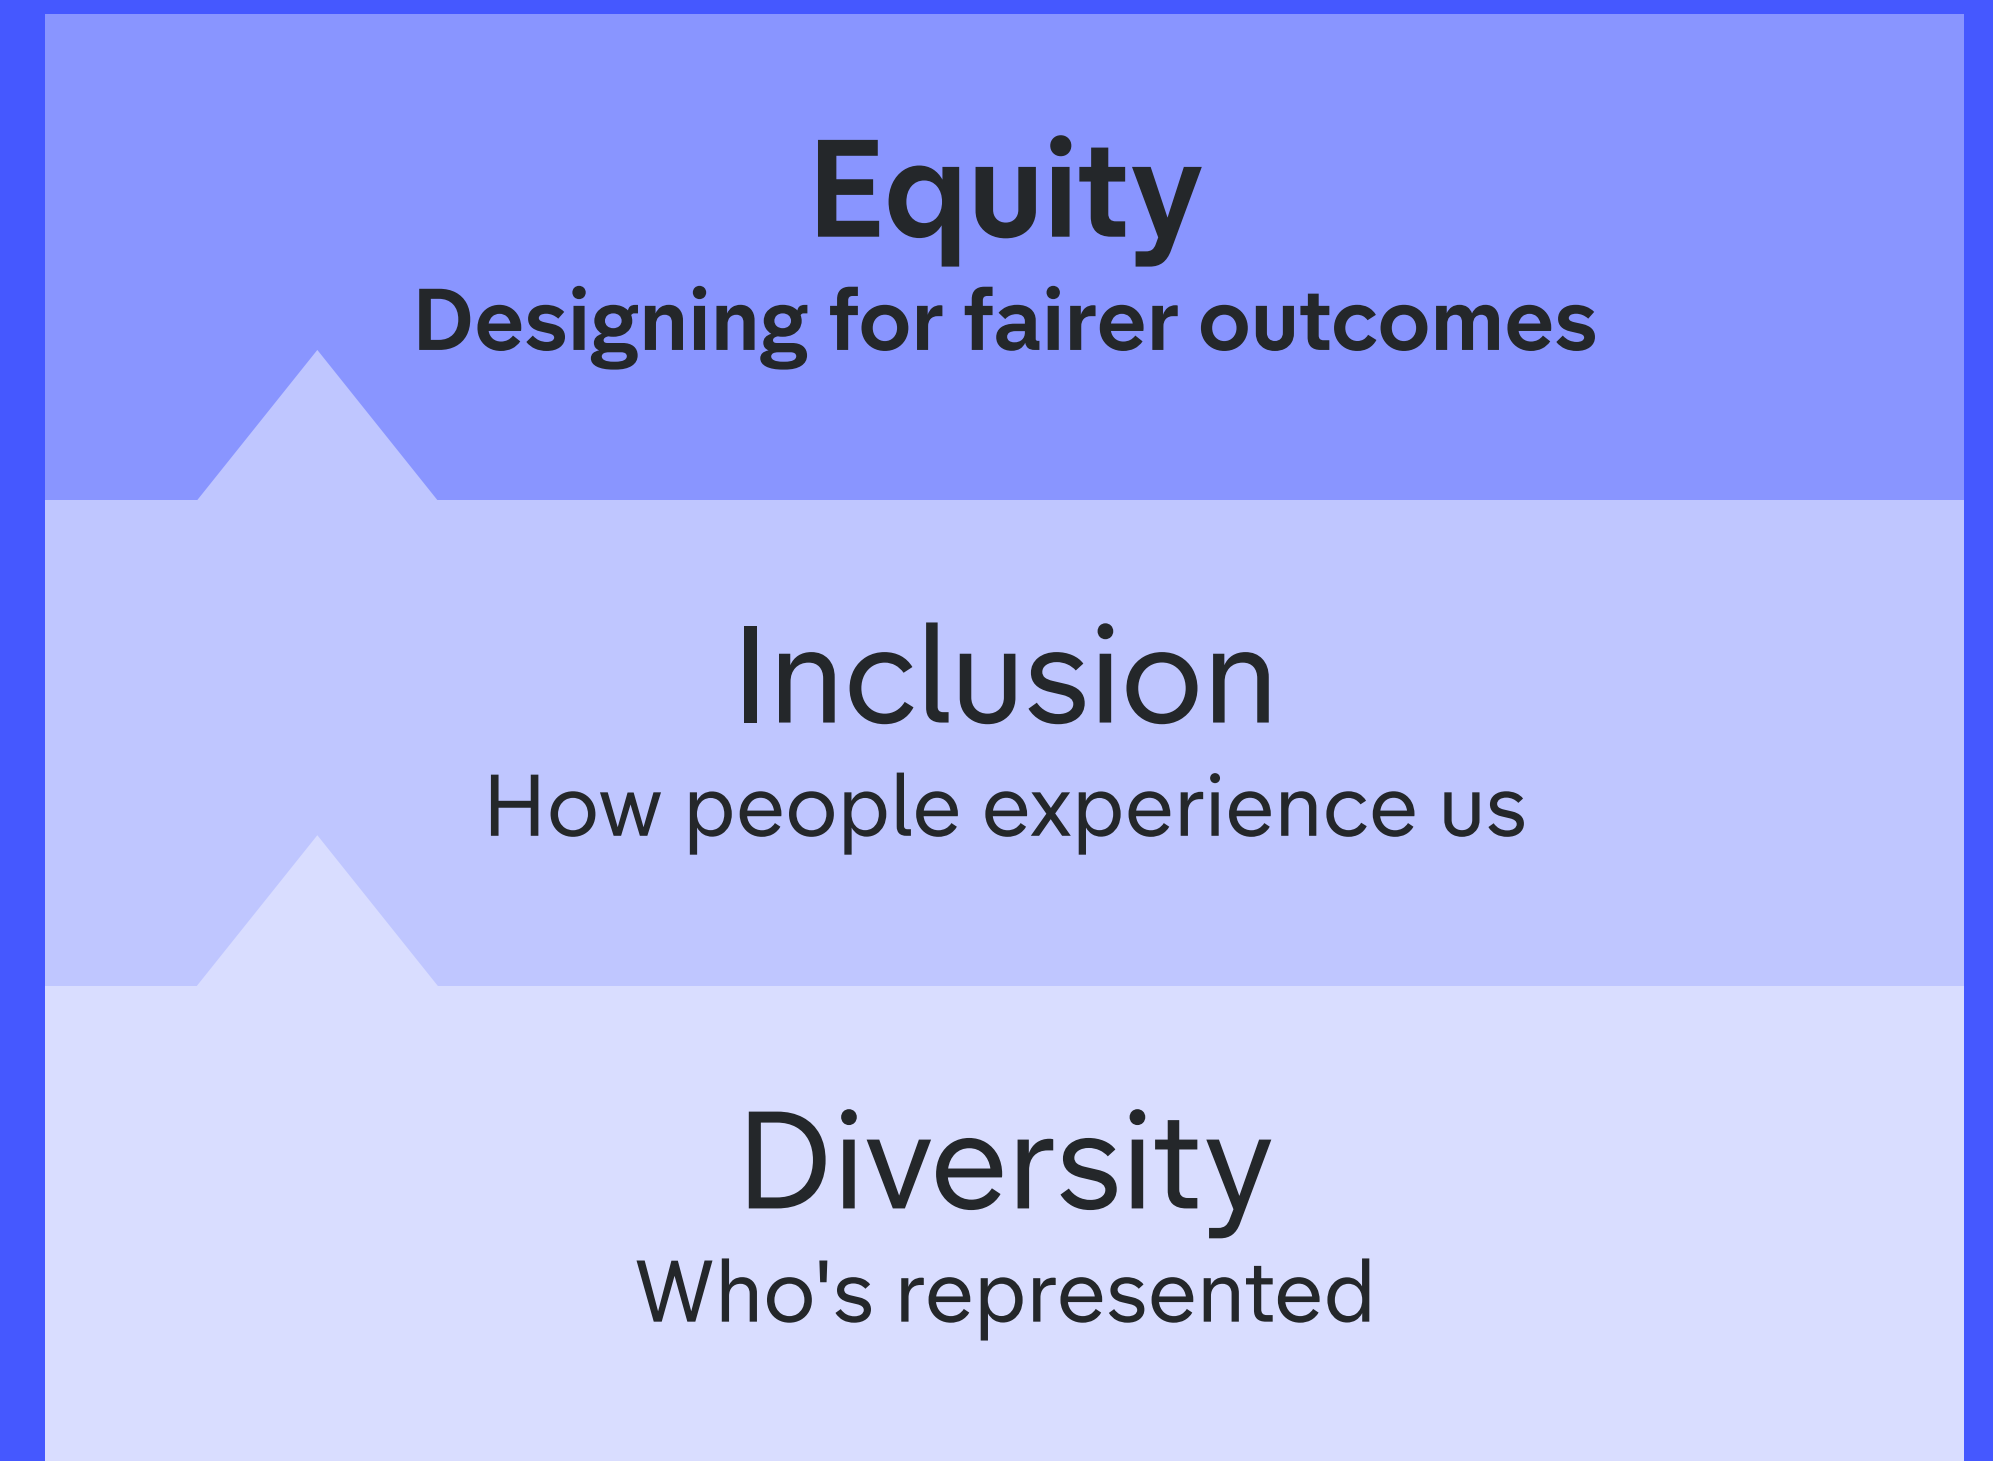 Equity
Designing for fairer outcomes
Inclusion
How people experience us
Diversity
Who's represented